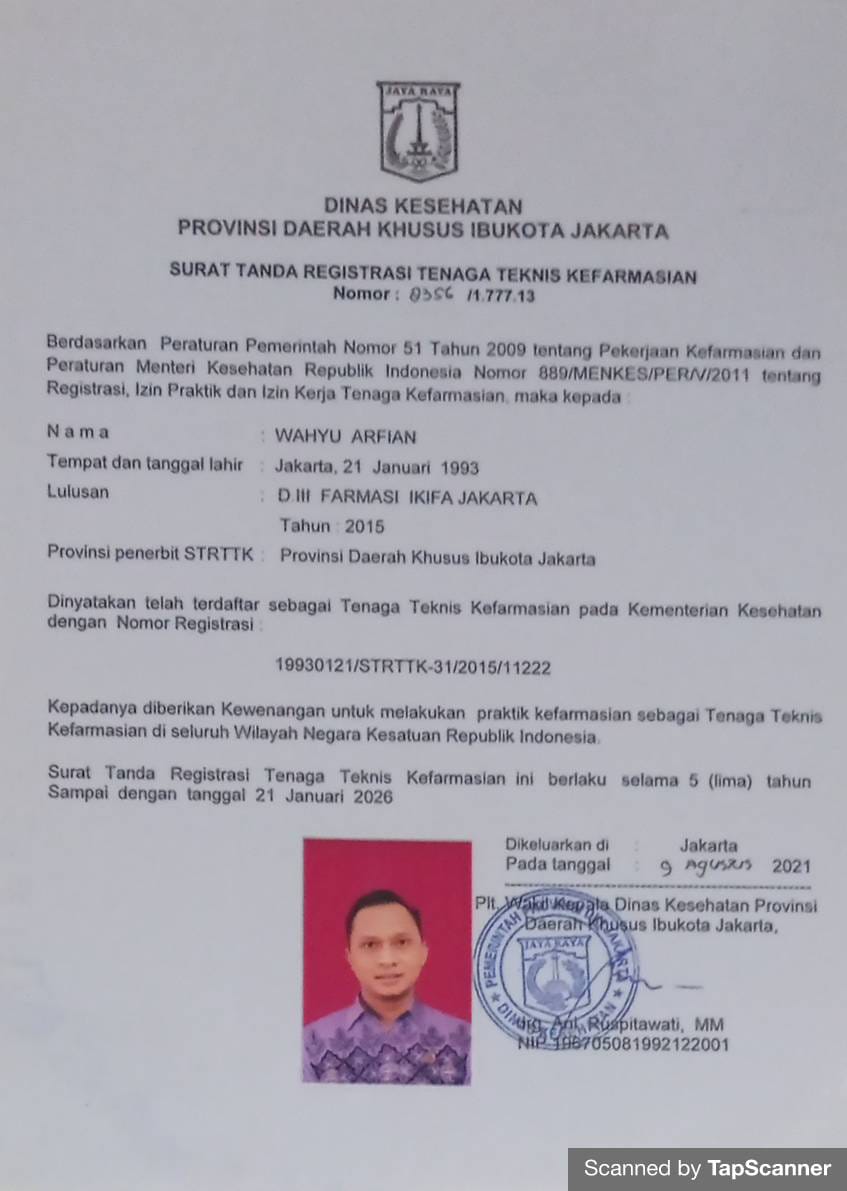 JAYA RAYA
DINAS KESEHATAN
PROVINSI DAERAH KHUSUS IBUKOTA JAKARTA
SURAT TANDA REGISTRASI TENAGA TEKNIS KEFARMASIAN
Nomor : 0356 /1.777.13
Berdasarkan Peraturan Pemerintah Nomor 51 Tahun 2009 tentang Pekerjaan Kefarmasian dan
Peraturan Menteri Kesehatan Republik Indonesia Nomor 889/MENKES/PER/V/2011 tentang
Registrasi, Izin Praktik dan Izin Kerja Tenaga Kefarmasian, maka kepada :
N a m a : WAHYU ARFIAN
Tempat dan tanggal lahir : Jakarta, 21 Januari 1993
Lulusan : D.III FARMASI IKIFA JAKARTA
Tahun : 2015
Provinsi penerbit STRTTK : Provinsi Daerah Khusus Ibukota Jakarta
Dinyatakan telah terdaftar sebagai Tenaga Teknis Kefarmasian pada Kementerian Kesehatan
dengan Nomor Registrasi :
19930121/STRTTK-31/2015/11222
Kepadanya diberikan Kewenangan untuk melakukan praktik kefarmasian sebagai Tenaga Teknis
Kefarmasian di seluruh Wilayah Negara Kesatuan Republik Indonesia.
Surat Tanda Registrasi Tenaga Teknis Kefarmasian ini berlaku selama 5 (lima) tahun
Sampai dengan tanggal 21 Januari 2026
Dikeluarkan di : Jakarta
Pada tanggal : 9 Agustus 2021
Plt. Wakil Kepala Dinas Kesehatan Provinsi
Daerah Khusus Ibukota Jakarta,
JAYA RAYA
drg. Ani Ruspitawati, MM
NIP 196705081992122001
Scanned by TapScanner